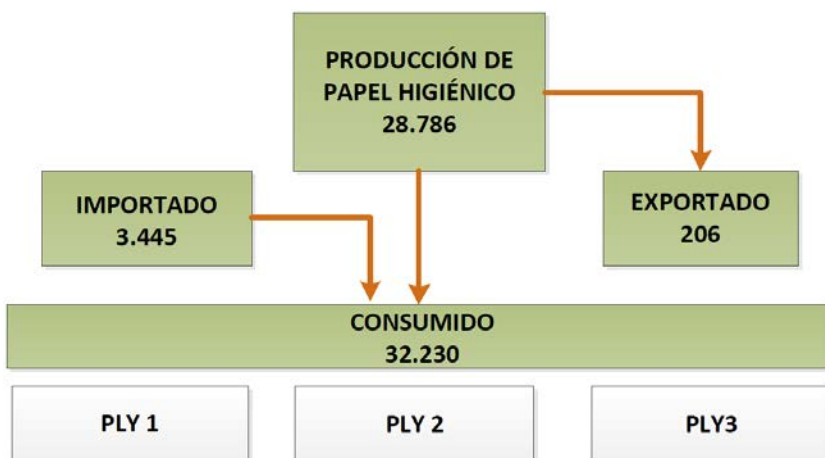 PRODUCCIÓN DE
PAPEL HIGIÉNICO
28.786
IMPORTADO
3.445
EXPORTADO
206
CONSUMIDO
32.230
PLY 1
PLY 2
PLY3